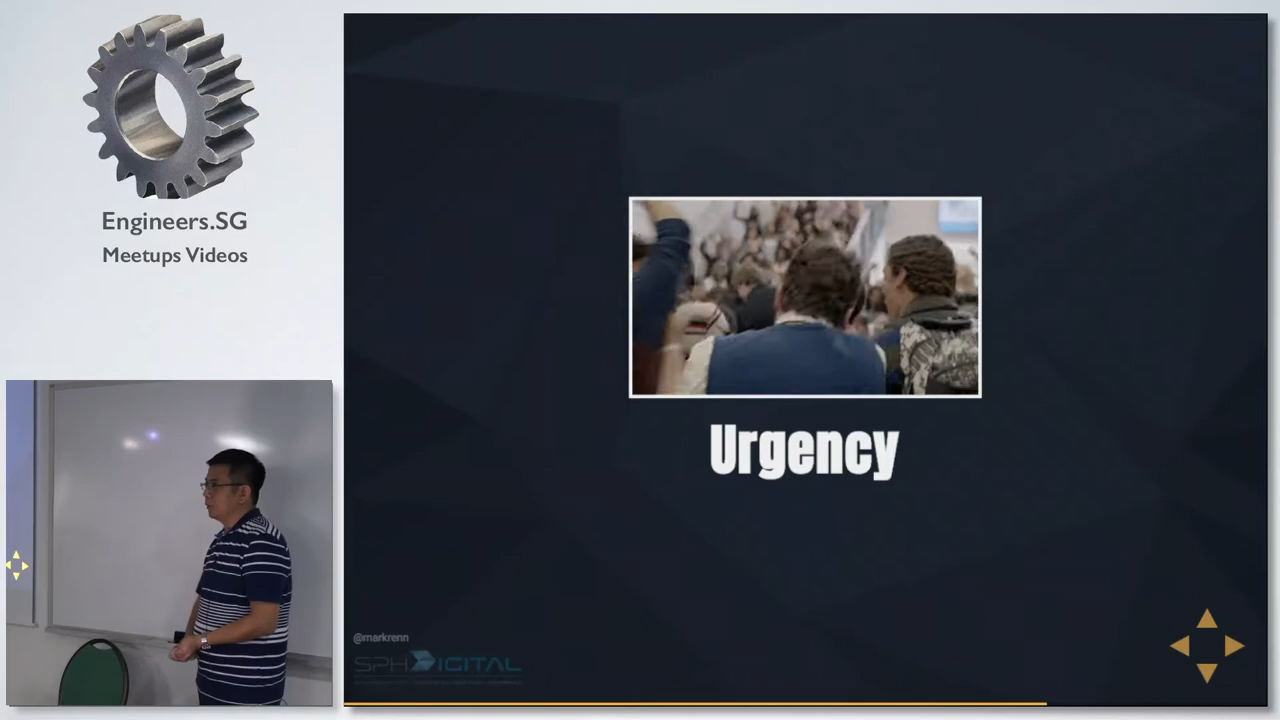 Engineers.SG
Meetups Videos
Urgency
@markrenn
SPH DIGITAL